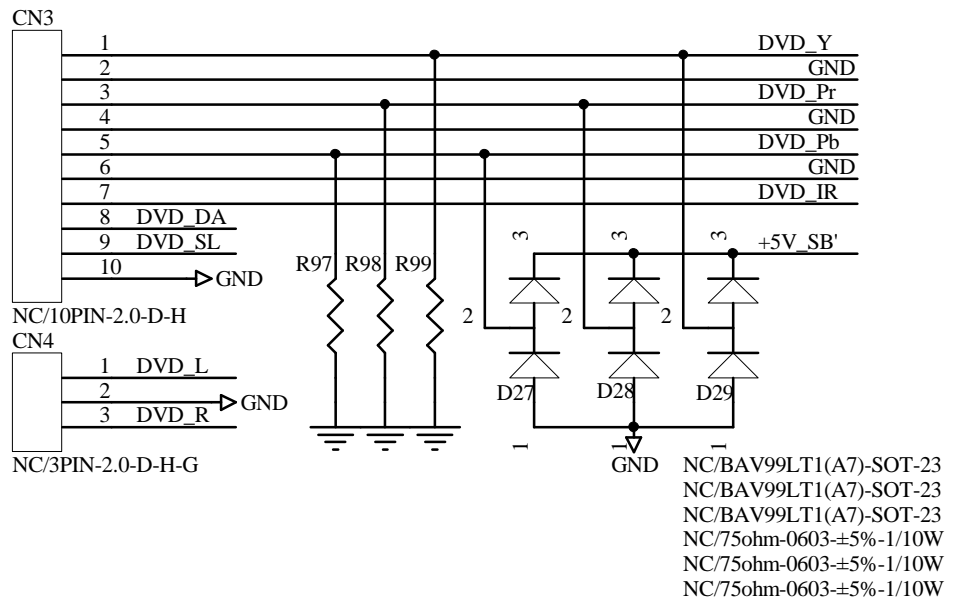 CN3
1 DVD_Y
2 GND
3 DVD_Pr
4 GND
5 DVD_Pb
6 GND
7 DVD_IR
8 DVD_DA
9 DVD_SL
10 GND
NC/10PIN-2.0-D-H
3 3 3 +5V_SB'
R97 R98 R99
2 2 2
CN4
1 DVD_L
2 GND
3 DVD_R
NC/3PIN-2.0-D-H-G
D27 D28 D29
1 1 1
GND
NC/BAV99LT1(A7)-SOT-23
NC/BAV99LT1(A7)-SOT-23
NC/BAV99LT1(A7)-SOT-23
NC/75ohm-0603-±5%-1/10W
NC/75ohm-0603-±5%-1/10W
NC/75ohm-0603-±5%-1/10W